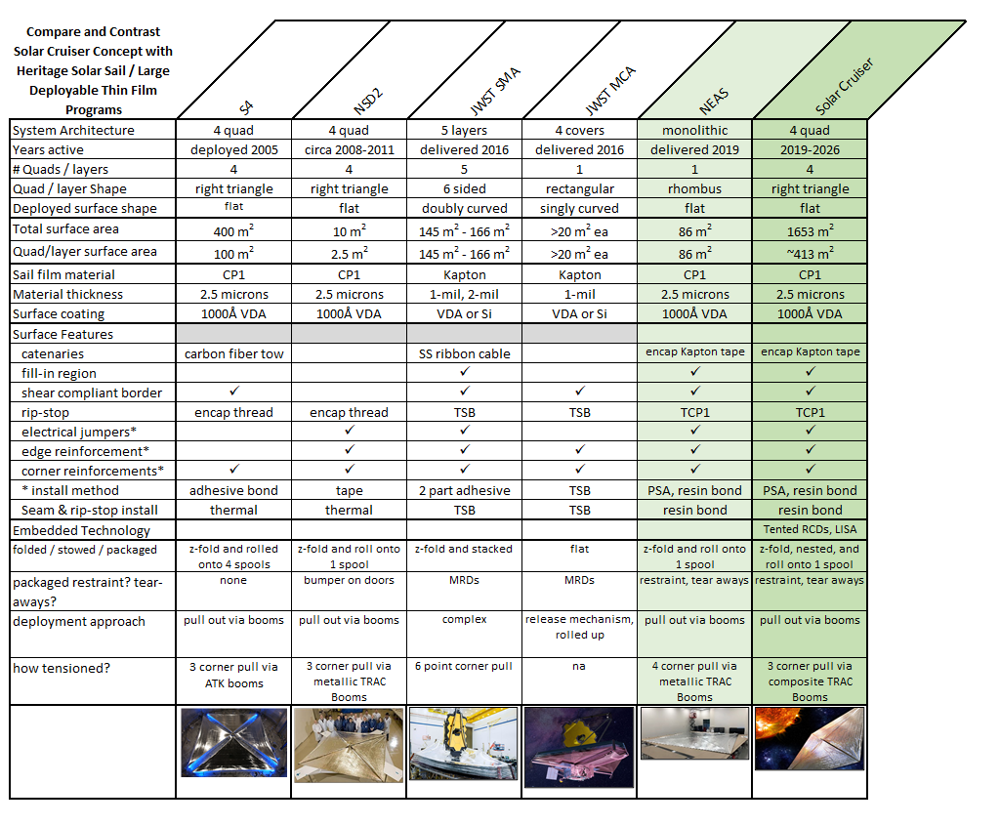 Compare and Contrast
Solar Cruiser Concept with
Heritage Solar Sail / Large
Deployable Thin Film
Programs
S4
NSD2
JWST SMA
JWST MCA
NEAS
Solar Cruiser
System Architecture 4 quad 4 quad 5 layers 4 covers monolithic 4 quad
Years active deployed 2005 circa 2008-2011 delivered 2016 delivered 2016 delivered 2019 2019-2026
# Quads / layers 4 4 5 1 1 4
Quad / layer Shape right triangle right triangle 6 sided rectangular rhombus right triangle
Deployed surface shape flat flat doubly curved singly curved flat flat
Total surface area 400 m² 10 m² 145 m² - 166 m² >20 m² ea 86 m² 1653 m²
Quad/layer surface area 100 m² 2.5 m² 145 m² - 166 m² >20 m² ea 86 m² ~413 m²
Sail film material CP1 CP1 Kapton Kapton CP1 CP1
Material thickness 2.5 microns 2.5 microns 1-mil, 2-mil 1-mil 2.5 microns 2.5 microns
Surface coating 1000Å VDA 1000Å VDA VDA or Si VDA or Si 1000Å VDA 1000Å VDA
Surface Features
catenaries carbon fiber tow SS ribbon cable encap Kapton tape encap Kapton tape
fill-in region ✓ ✓ ✓
shear compliant border ✓ ✓ ✓ ✓ ✓
rip-stop encap thread encap thread TSB TSB TCP1 TCP1
electrical jumpers* ✓ ✓ ✓ ✓
edge reinforcement* ✓ ✓ ✓ ✓ ✓
corner reinforcements* ✓ ✓ ✓ ✓ ✓ ✓
* install method adhesive bond tape 2 part adhesive TSB PSA, resin bond PSA, resin bond
Seam & rip-stop install thermal thermal TSB TSB resin bond resin bond
Embedded Technology Tented RCDs, LISA
folded / stowed / packaged z-fold and rolled z-fold and roll onto z-fold and stacked flat z-fold and roll onto z-fold, nested, and
onto 4 spools 1 spool 1 spool roll onto 1 spool
packaged restraint? tear- none bumper on doors MRDs MRDs restraint, tear aways restraint, tear aways
aways?
deployment approach pull out via booms pull out via booms complex release mechanism, pull out via booms pull out via booms
rolled up
how tensioned? 3 corner pull via 3 corner pull via 6 point corner pull na 4 corner pull via 3 corner pull via
ATK booms metallic TRAC metallic TRAC composite TRAC
Booms Booms Booms